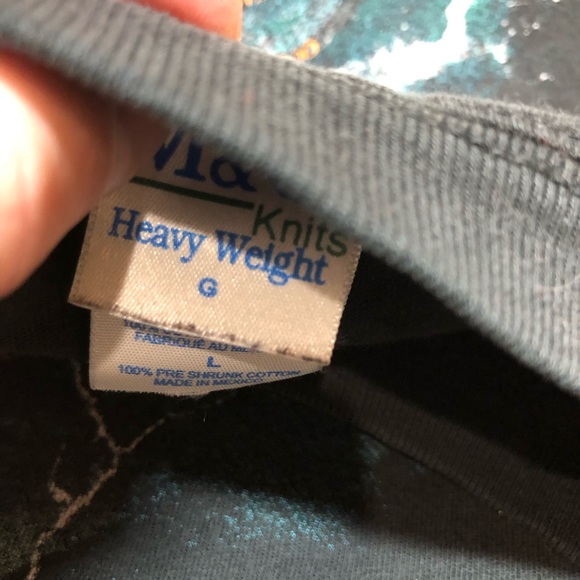 M&
Knits
Heavy Weight
G
FABRIQUÉ AU
L
100% PRE SHRUNK COTTON
MADE IN MEXICO